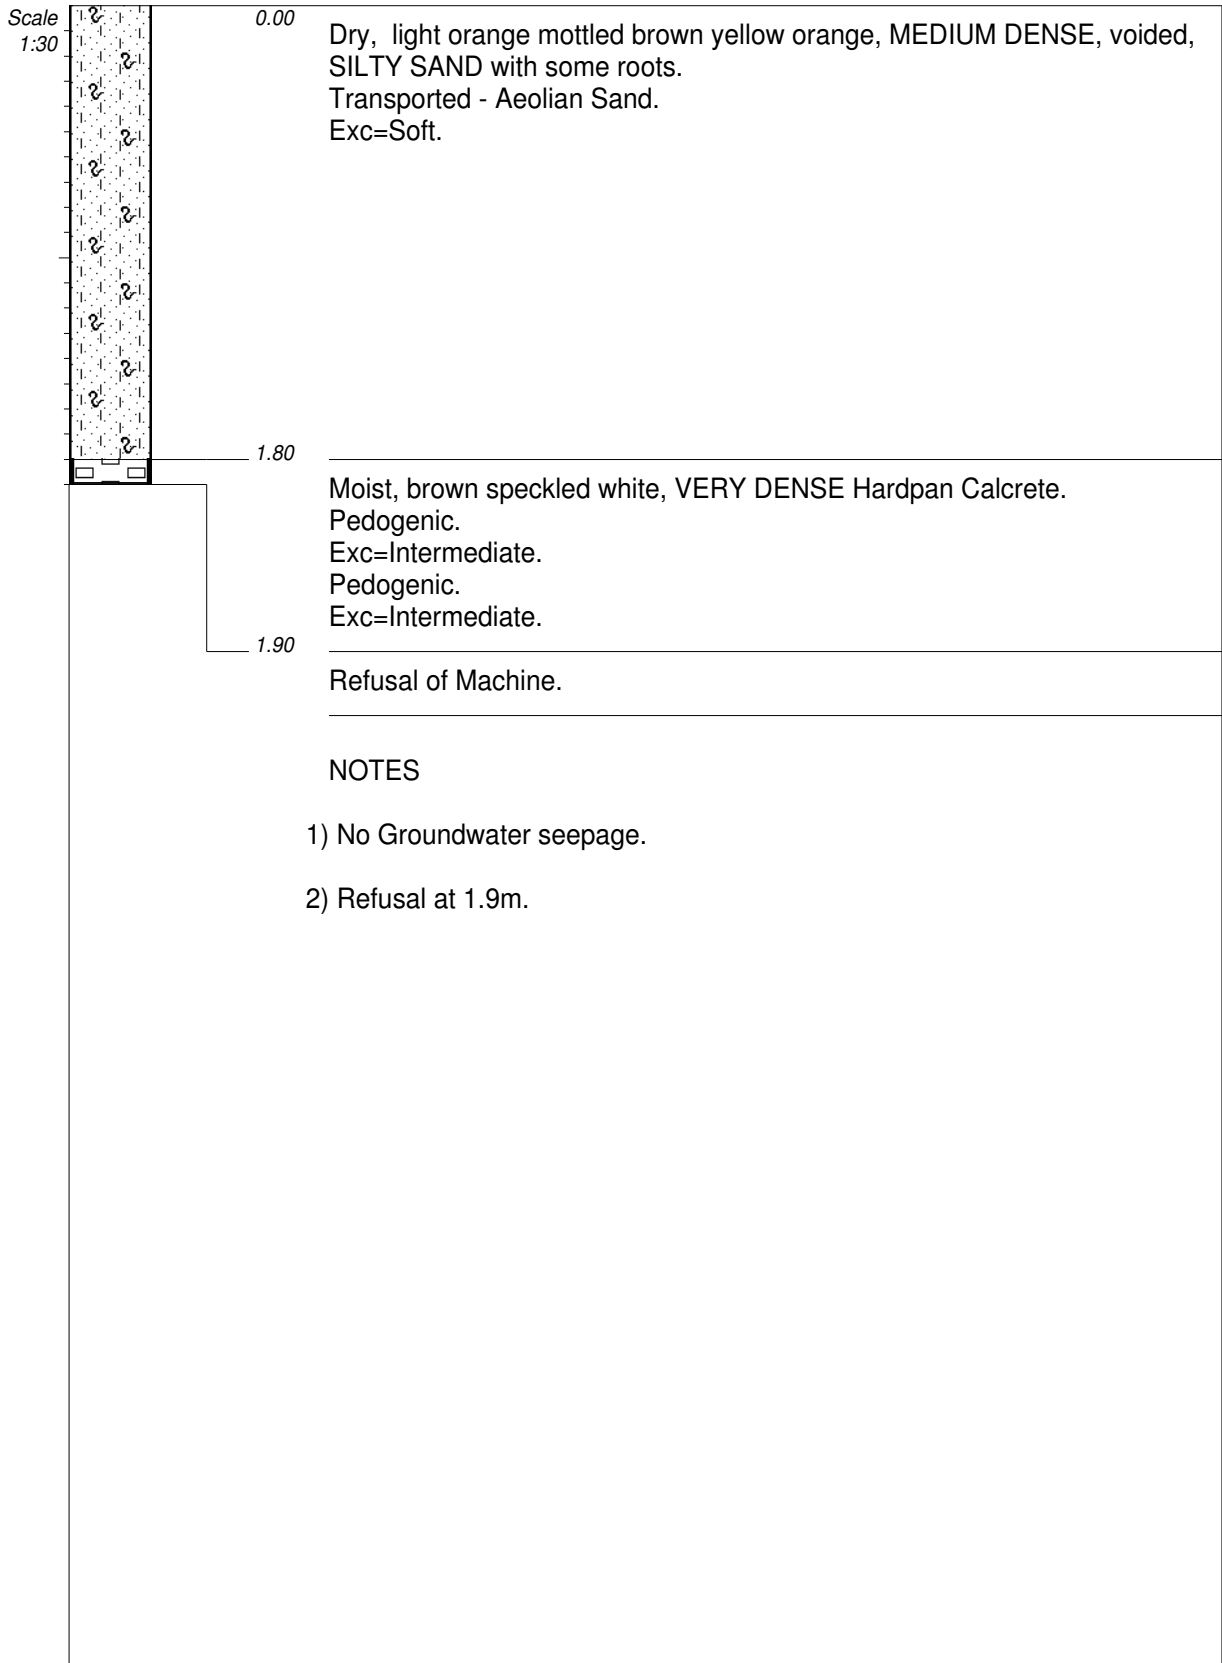 Scale
1:30
0.00
Dry,  light orange mottled brown yellow orange, MEDIUM DENSE, voided,
SILTY SAND with some roots.
Transported - Aeolian Sand.
Exc=Soft.
1.80
Moist, brown speckled white, VERY DENSE Hardpan Calcrete.
Pedogenic.
Exc=Intermediate.
Pedogenic.
Exc=Intermediate.
1.90
Refusal of Machine.
NOTES
1) No Groundwater seepage.
2) Refusal at 1.9m.